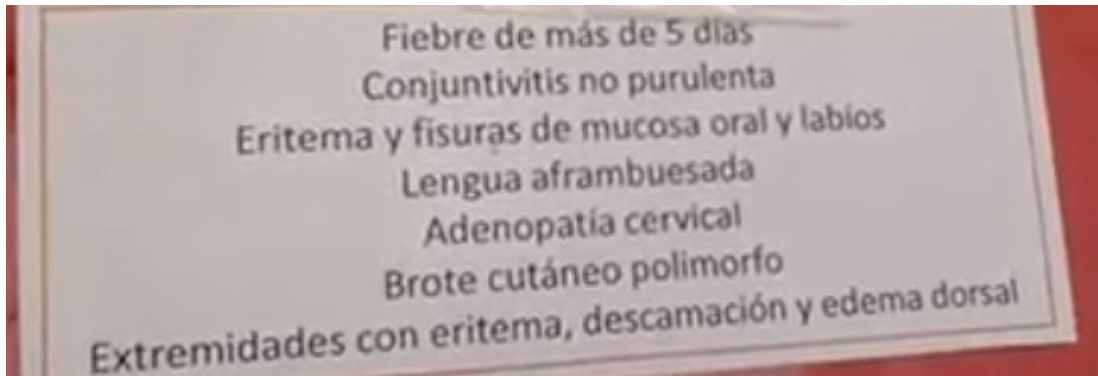 Fiebre de más de 5 días
Conjuntivitis no purulenta
Eritema y fisuras de mucosa oral y labios
Lengua aframbuesada
Adenopatía cervical
Brote cutáneo polimorfo
Extremidades con eritema, descamación y edema dorsal